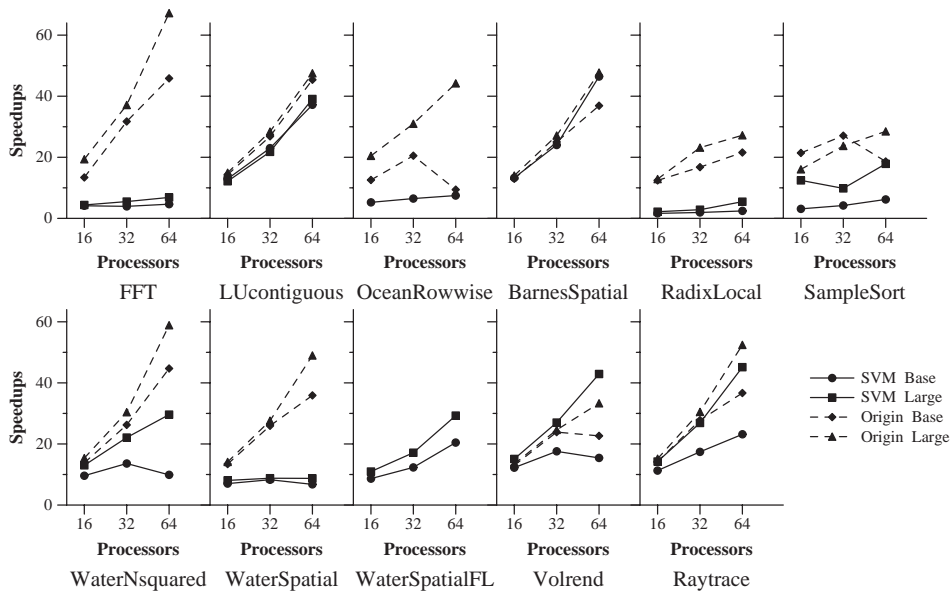 60
40
20
0
Speedups
16 32 64
16 32 64
16 32 64
16 32 64
16 32 64
16 32 64
Processors
Processors
Processors
Processors
Processors
Processors
FFT
LUcontiguous
OceanRowwise
BarnesSpatial
RadixLocal
SampleSort
60
40
20
0
Speedups
16 32 64
16 32 64
16 32 64
16 32 64
16 32 64
Processors
Processors
Processors
Processors
Processors
WaterNsquared
WaterSpatial
WaterSpatialFL
Volrend
Raytrace
SVM Base
SVM Large
Origin Base
Origin Large